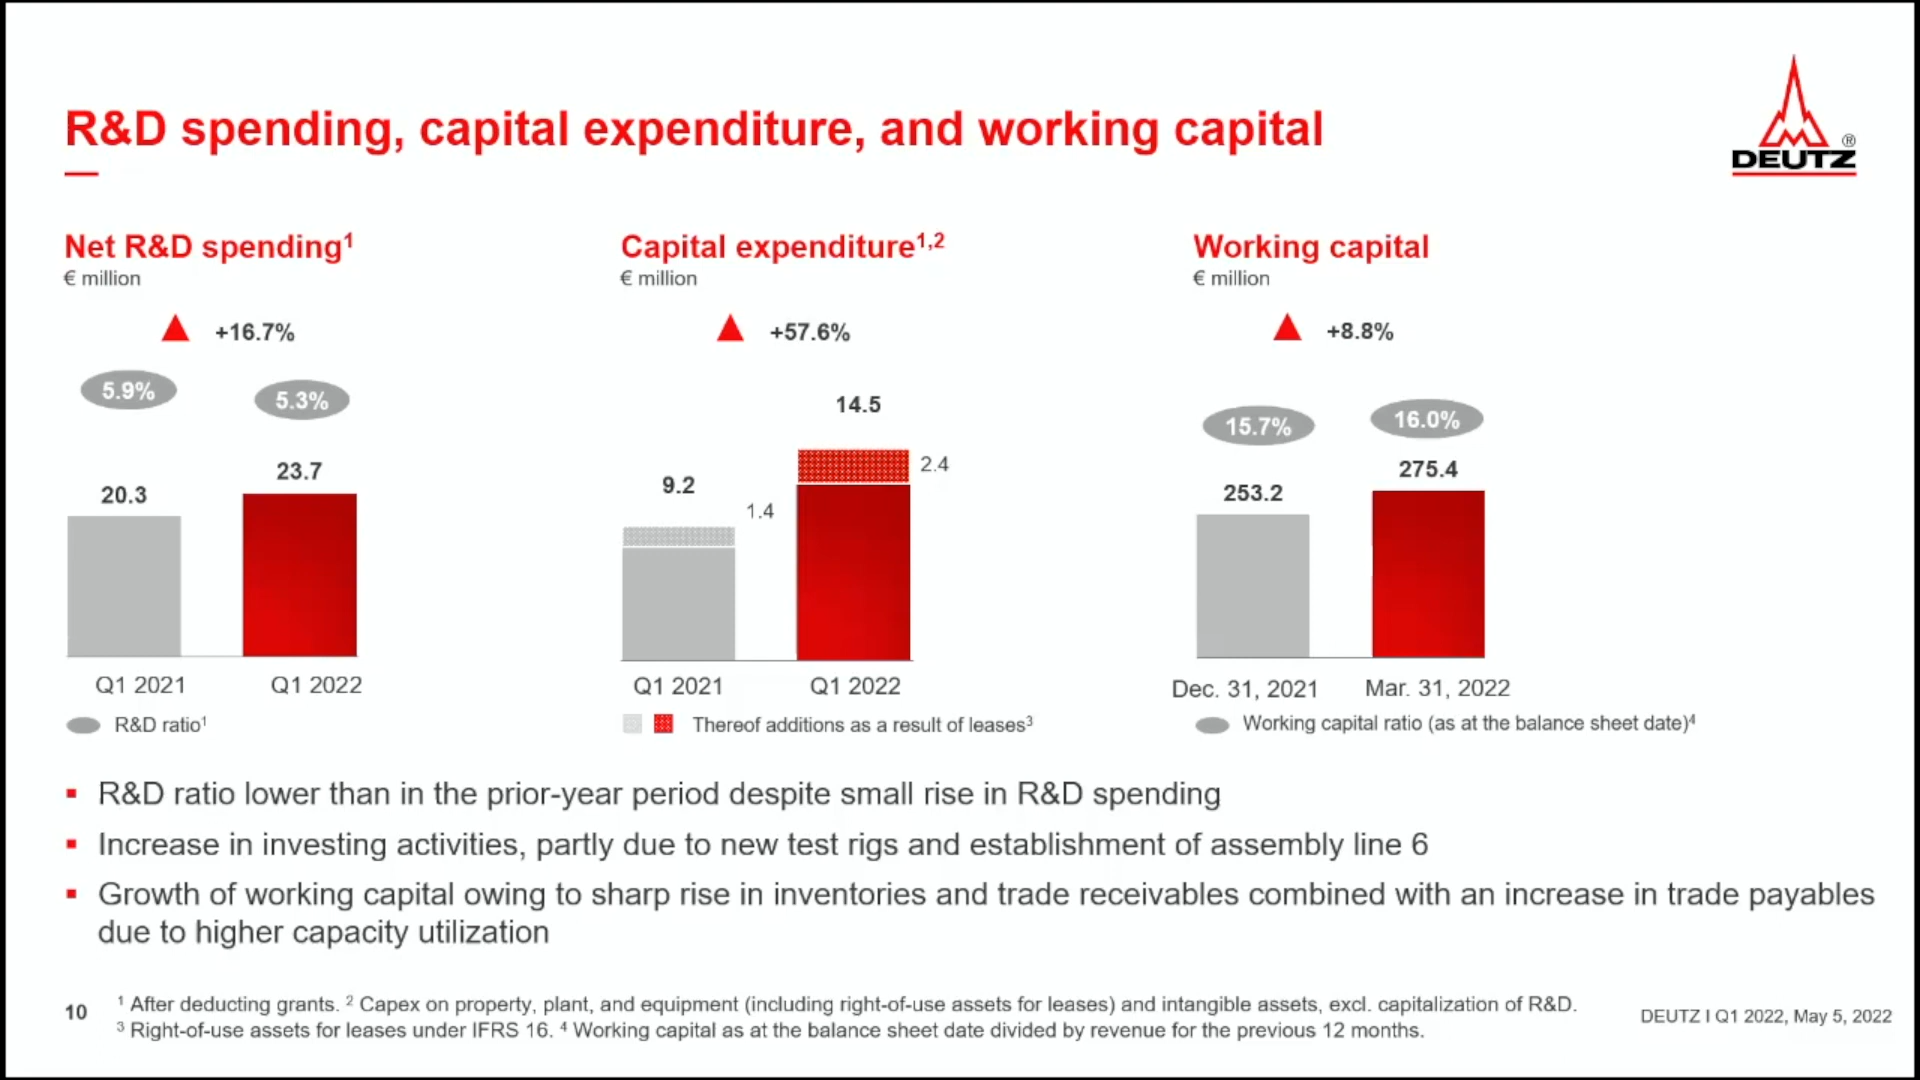 R&D spending, capital expenditure, and working capital
®
DEUTZ
Net R&D spending¹
€ million
+16.7%
5.9%
5.3%
20.3
23.7
Q1 2021
Q1 2022
R&D ratio¹
Capital expenditure¹,²
€ million
+57.6%
14.5
2.4
9.2
1.4
Q1 2021
Q1 2022
Thereof additions as a result of leases³
Working capital
€ million
+8.8%
15.7%
16.0%
253.2
275.4
Dec. 31, 2021
Mar. 31, 2022
Working capital ratio (as at the balance sheet date)⁴
▪ R&D ratio lower than in the prior-year period despite small rise in R&D spending
▪ Increase in investing activities, partly due to new test rigs and establishment of assembly line 6
▪ Growth of working capital owing to sharp rise in inventories and trade receivables combined with an increase in trade payables
due to higher capacity utilization
10
¹ After deducting grants. ² Capex on property, plant, and equipment (including right-of-use assets for leases) and intangible assets, excl. capitalization of R&D.
³ Right-of-use assets for leases under IFRS 16. ⁴ Working capital as at the balance sheet date divided by revenue for the previous 12 months.
DEUTZ I Q1 2022, May 5, 2022